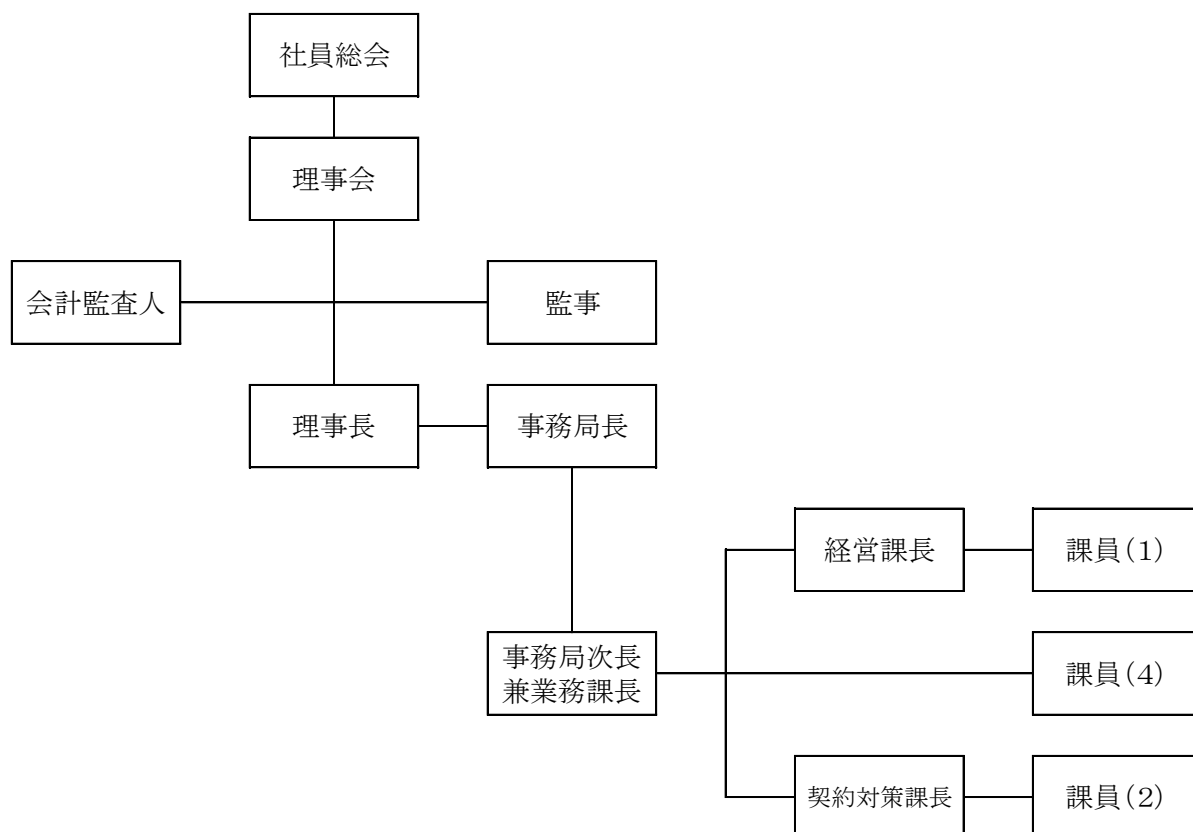 社員総会
理事会
会計監査人
監事
理事長
事務局長
経営課長
課員(1)
事務局次長
兼業務課長
課員(4)
契約対策課長
課員(2)